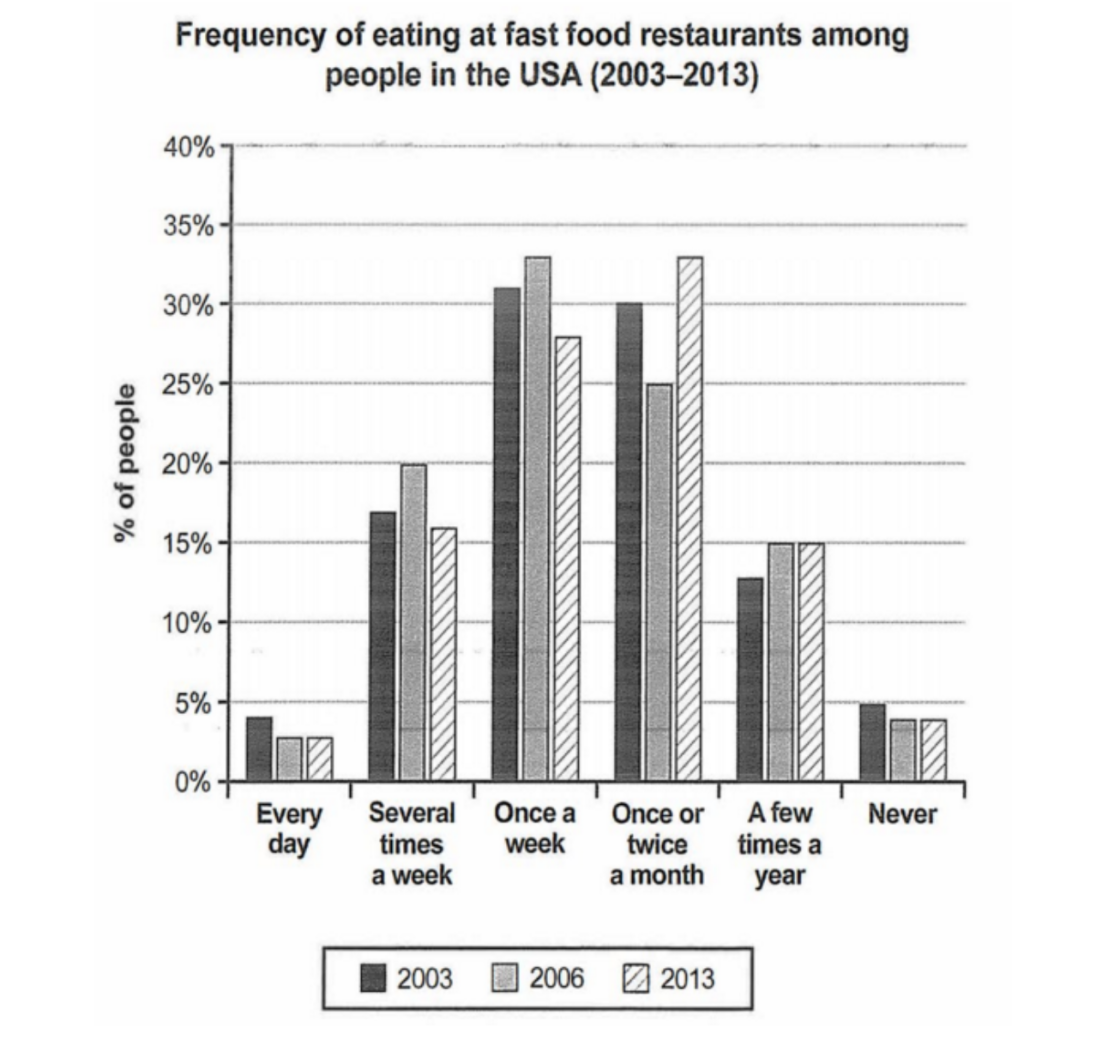 Frequency of eating at fast food restaurants among
people in the USA (2003–2013)
40%
35%
30%
25%
20%
15%
10%
5%
0%
% of people
Every
day
Several
times
a week
Once a
week
Once or
twice
a month
A few
times a
year
Never
2003
2006
2013